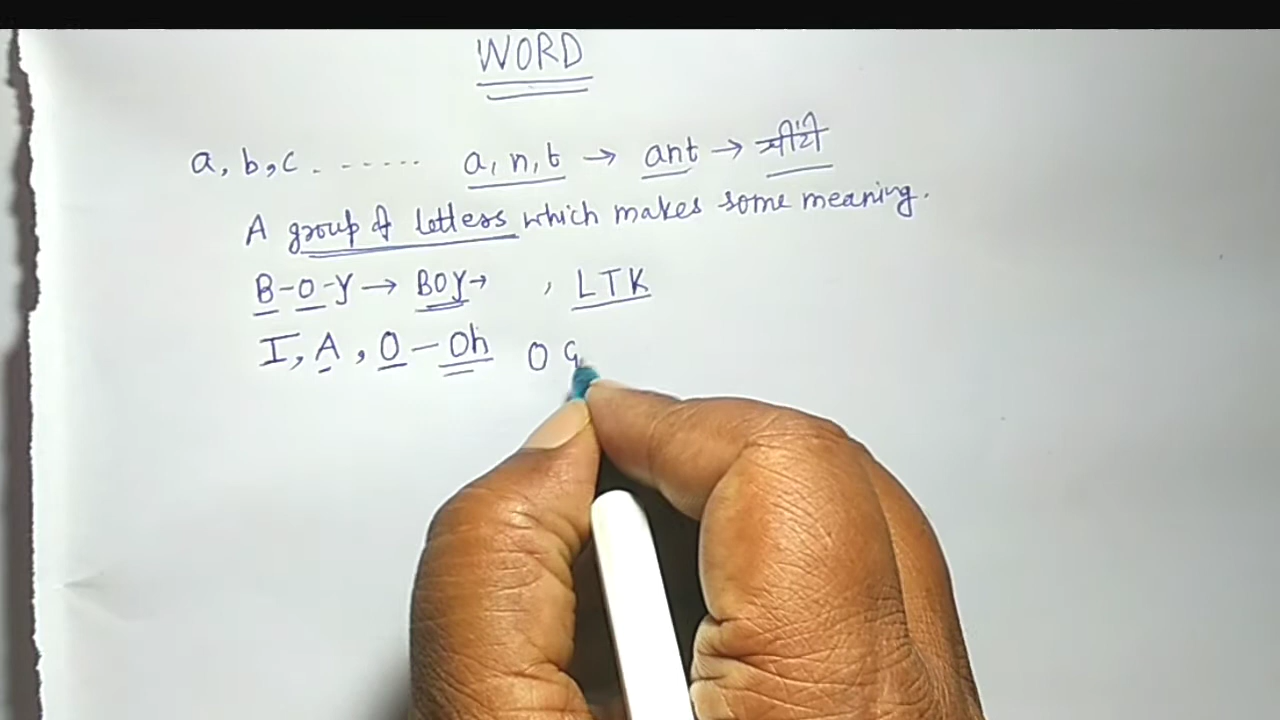 WORD
a, b, c. ...... a, n, t → ant → चींटी
A group of letters which makes some meaning.
B-O-Y → BOY → , LTK
I, A, O - Oh O